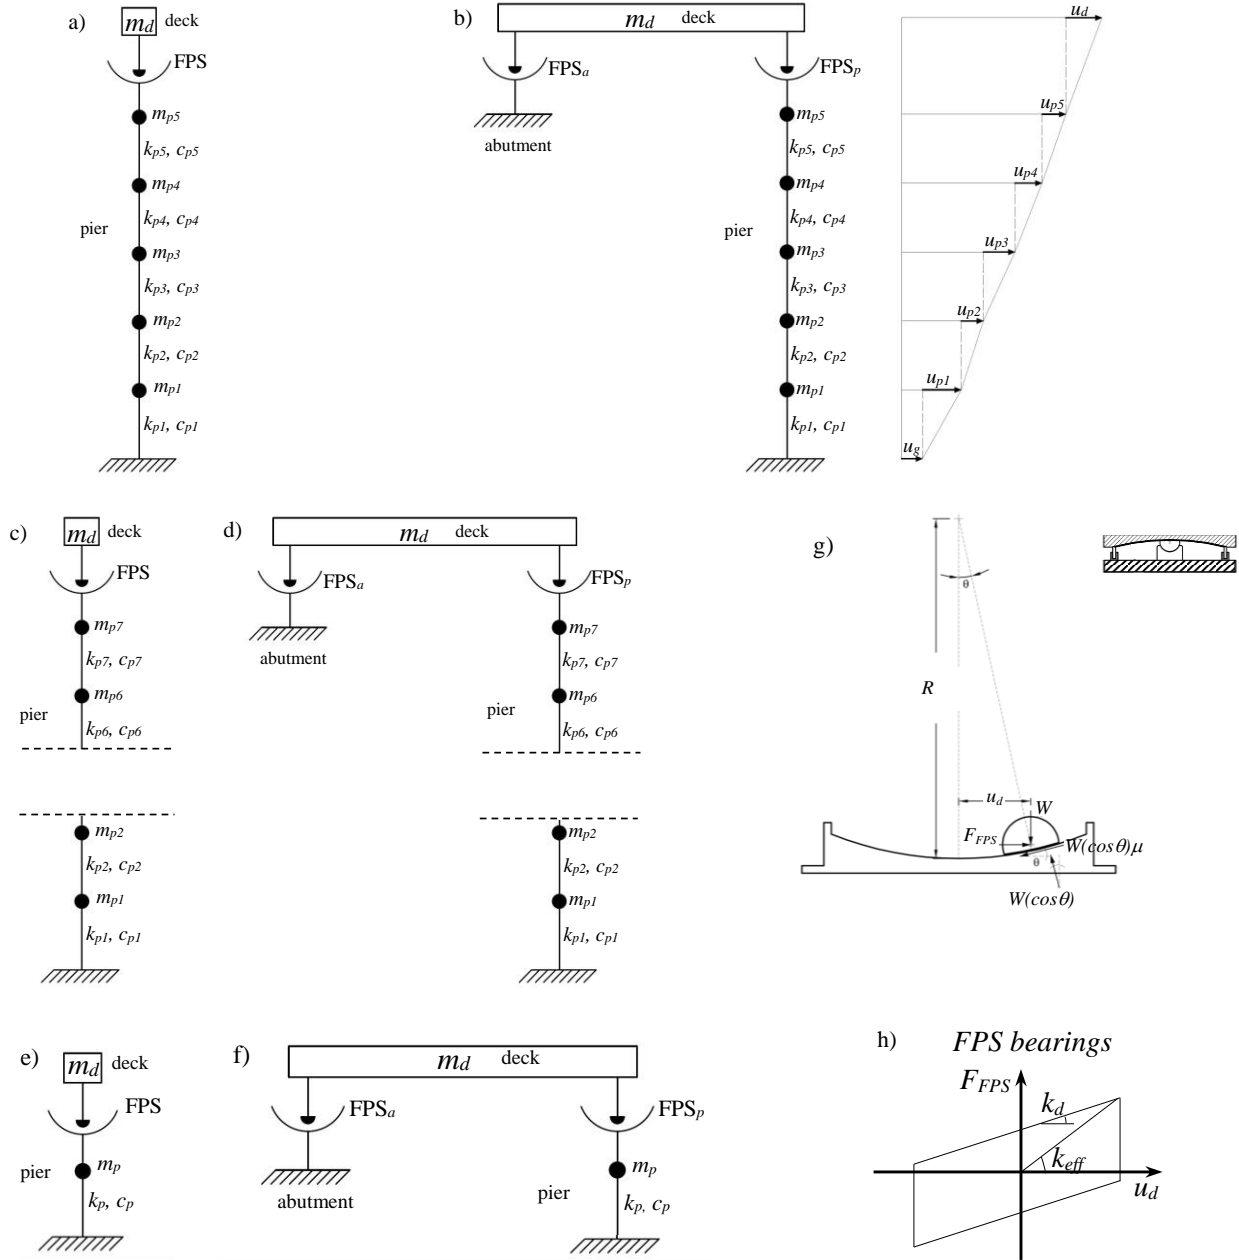 a)
m_d deck
FPS
m_p5
k_p5, c_p5
m_p4
k_p4, c_p4
pier
m_p3
k_p3, c_p3
m_p2
k_p2, c_p2
m_p1
k_p1, c_p1
b)
m_d deck
FPS_a
FPS_p
abutment
m_p5
k_p5, c_p5
m_p4
k_p4, c_p4
pier
m_p3
k_p3, c_p3
m_p2
k_p2, c_p2
m_p1
k_p1, c_p1
u_d
u_p5
u_p4
u_p3
u_p2
u_p1
u_g
c)
m_d deck
FPS
m_p7
k_p7, c_p7
m_p6
pier
k_p6, c_p6
m_p2
k_p2, c_p2
m_p1
k_p1, c_p1
d)
m_d deck
FPS_a
FPS_p
abutment
m_p7
k_p7, c_p7
m_p6
pier
k_p6, c_p6
m_p2
k_p2, c_p2
m_p1
k_p1, c_p1
g)
θ
R
u_d
W
F_FPS
W(cosθ)μ
θ
W(cosθ)
e)
m_d deck
FPS
pier
m_p
k_p, c_p
f)
m_d deck
FPS_a
FPS_p
abutment
m_p
pier
k_p, c_p
h)
FPS bearings
F_FPS
k_d
k_eff
u_d